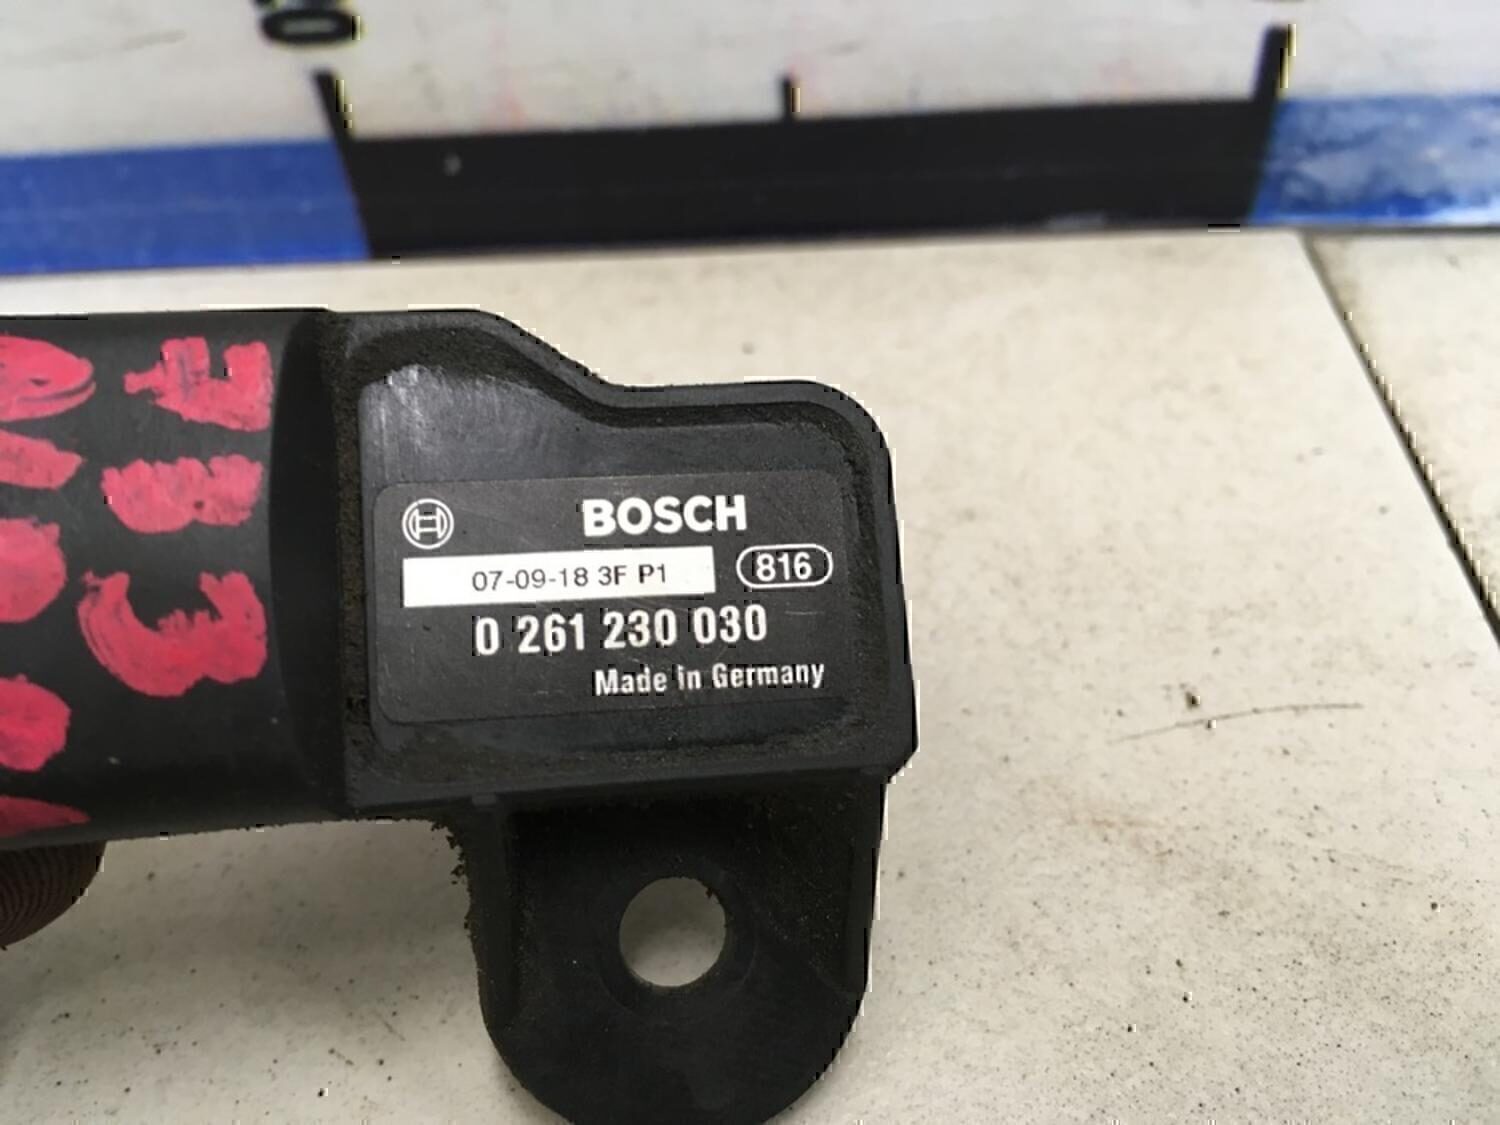 BOSCH
07-09-18 3F P1 816
0 261 230 030
Made in Germany